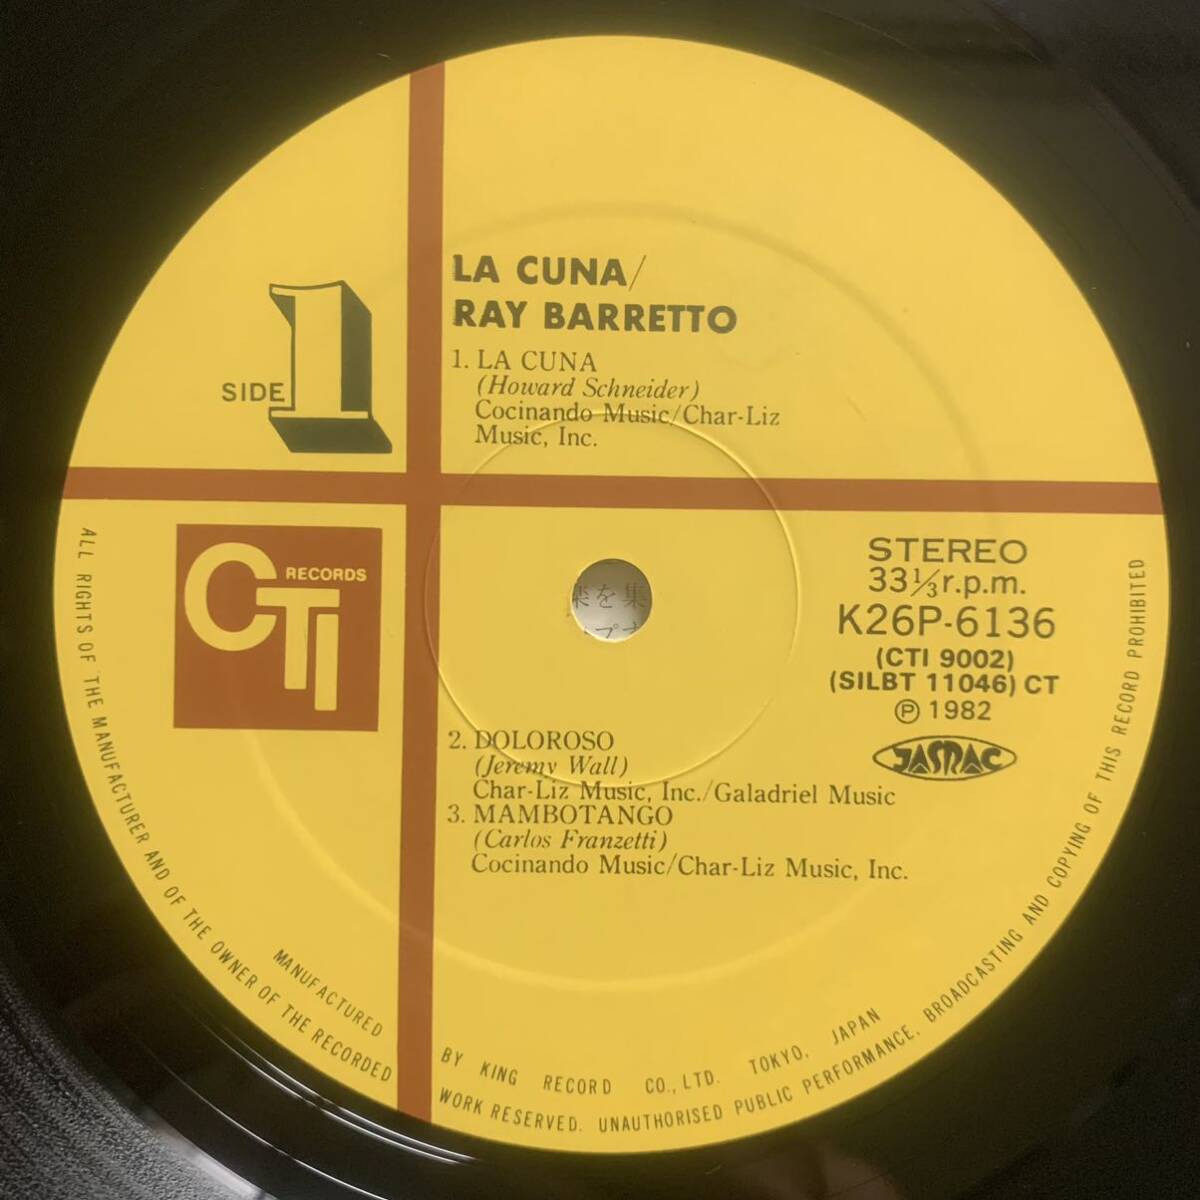 LA CUNA/
RAY BARRETTO
SIDE 1
1. LA CUNA
(Howard Schneider)
Cocinando Music/Char-Liz
Music, Inc.
CTI RECORDS
STEREO
33⅓r.p.m.
K26P-6136
(CTI 9002)
(SILBT 11046) CT
Ⓟ 1982
JASRAC
楽を集
2. DOLOROSO
(Jeremy Wall)
Char-Liz Music, Inc./Galadriel Music
3. MAMBOTANGO
(Carlos Franzetti)
Cocinando Music/Char-Liz Music, Inc.
MANUFACTURED BY KING RECORD CO., LTD. TOKYO, JAPAN
ALL RIGHTS OF THE MANUFACTURER AND OF THE OWNER OF THE RECORDED WORK RESERVED. UNAUTHORISED PUBLIC PERFORMANCE, BROADCASTING AND COPYING OF THIS RECORD PROHIBITED